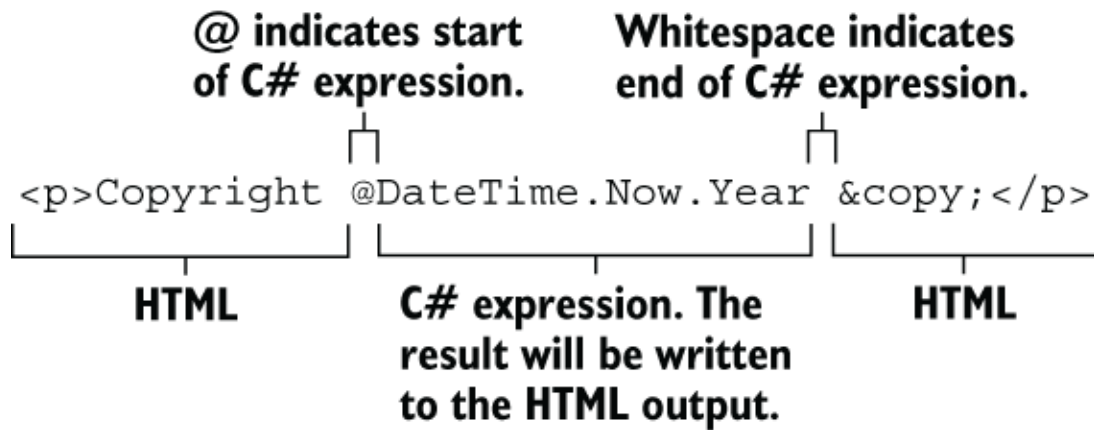 @ indicates start
of C# expression.
Whitespace indicates
end of C# expression.
<p>Copyright @DateTime.Now.Year &copy;</p>
HTML
C# expression. The
result will be written
to the HTML output.
HTML